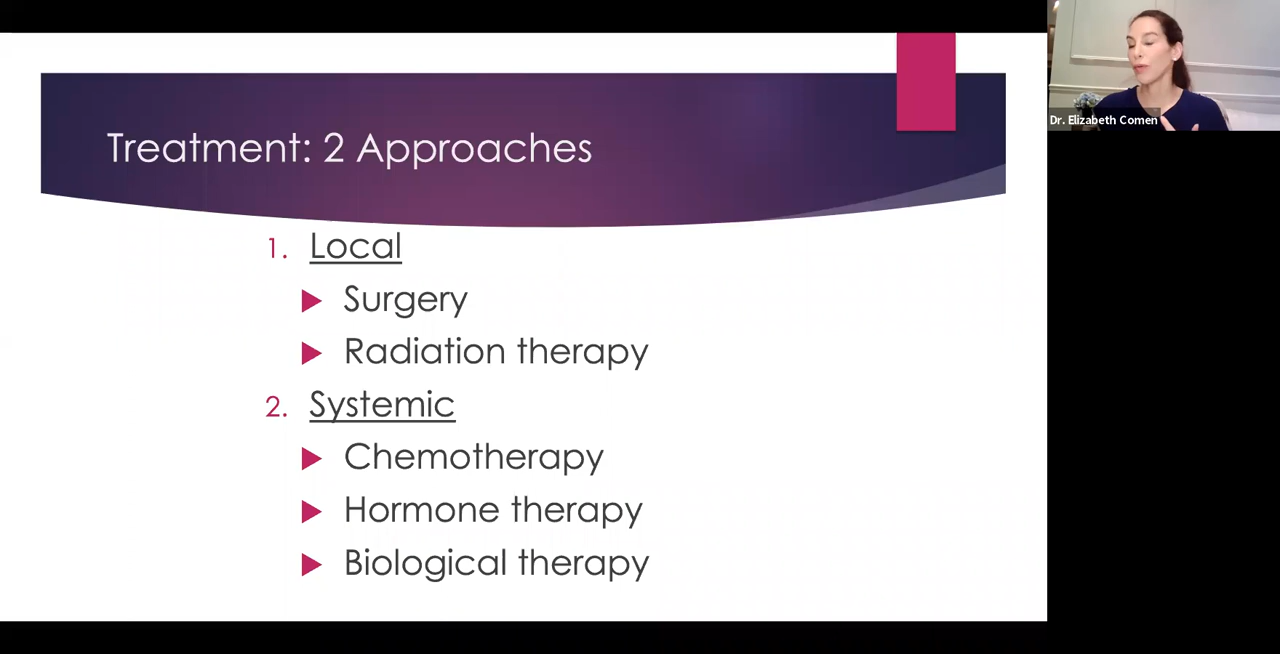 Treatment: 2 Approaches
1. Local
Surgery
Radiation therapy
2. Systemic
Chemotherapy
Hormone therapy
Biological therapy
Dr. Elizabeth Comen